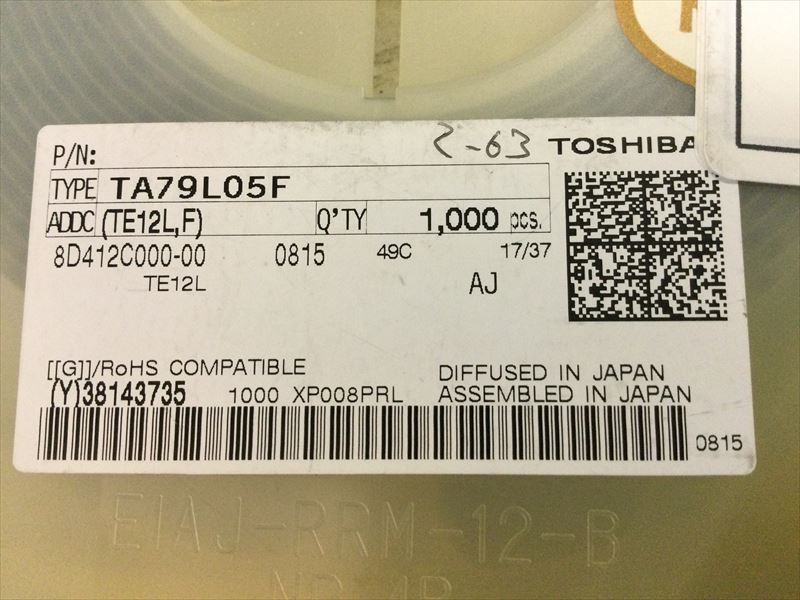 2-63 TOSHIBA
P/N:
TYPE TA79L05F
ADDC (TE12L,F) Q'TY 1,000 pcs.
8D412C000-00 0815 49C 17/37
TE12L AJ
[[G]]/RoHS COMPATIBLE DIFFUSED IN JAPAN
(Y)38143735 1000 XP008PRL ASSEMBLED IN JAPAN
0815
EIAJ-RRM-12-B